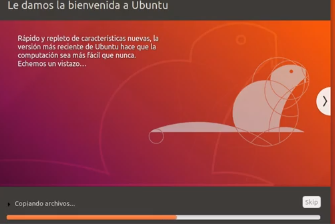 Le damos la bienvenida a Ubuntu
Rápido y repleto de características nuevas, la
versión más reciente de Ubuntu hace que la
computación sea más fácil que nunca.
Echemos un vistazo...
Copiando archivos...
Skip